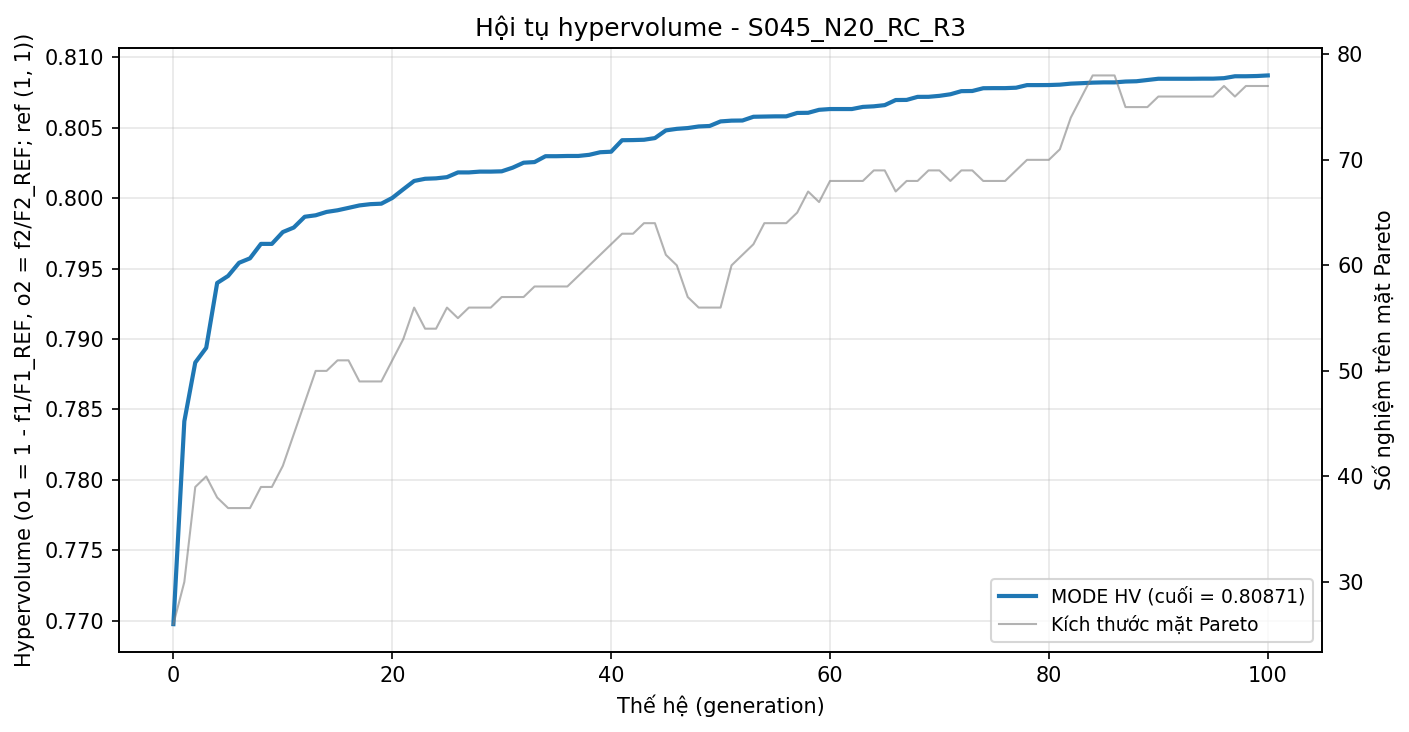 Hội tụ hypervolume - S045_N20_RC_R3
Hypervolume (o1 = 1 - f1/F1_REF, o2 = f2/F2_REF; ref (1, 1))
0.810
0.805
0.800
0.795
0.790
0.785
0.780
0.775
0.770
80
70
60
50
40
30
Số nghiệm trên mặt Pareto
MODE HV (cuối = 0.80871)
Kích thước mặt Pareto
0 20 40 60 80 100
Thế hệ (generation)